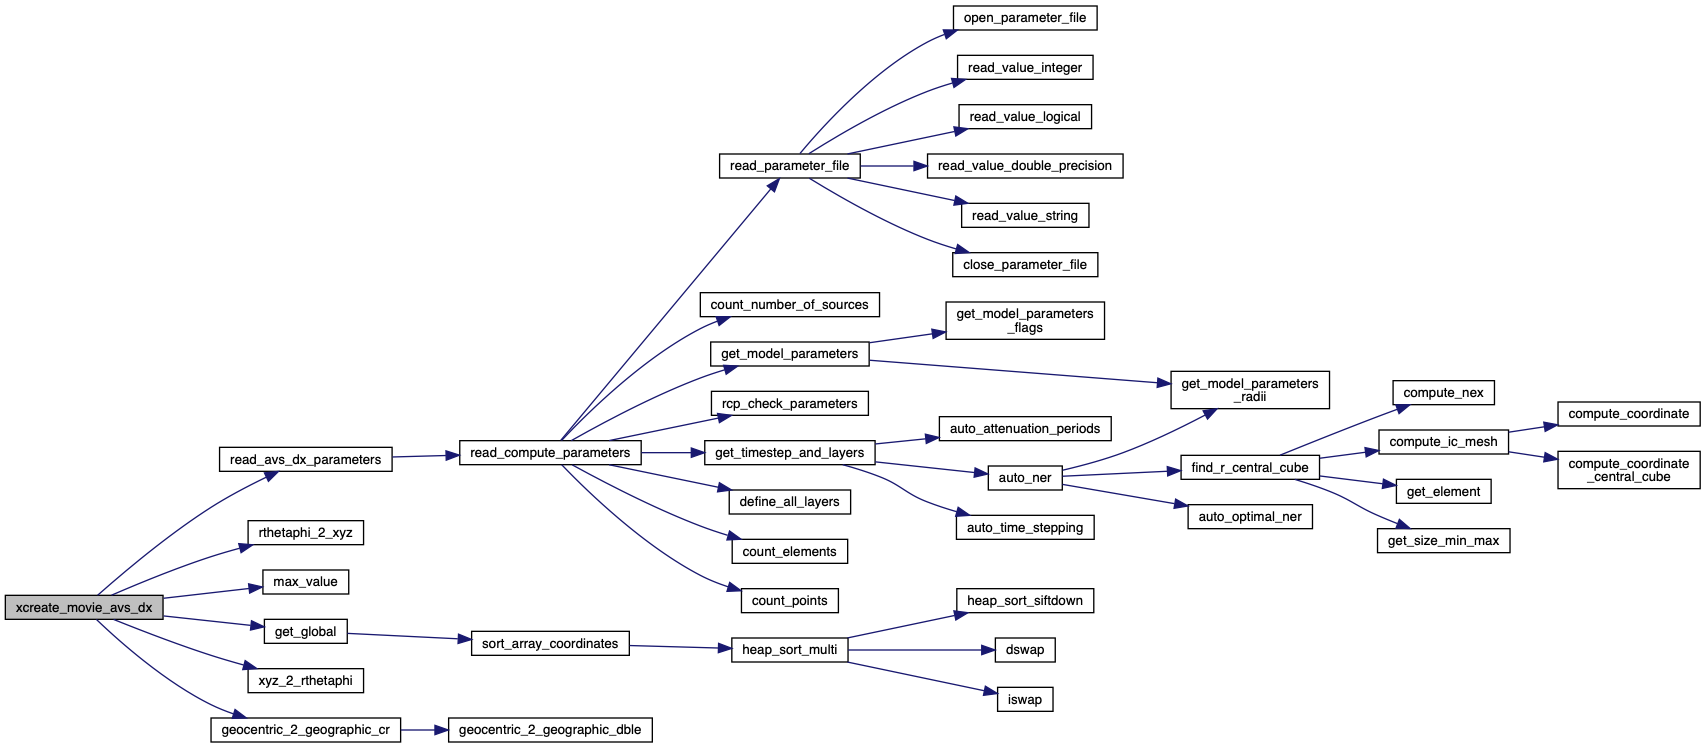 open_parameter_file
read_value_integer
read_value_logical
read_parameter_file
read_value_double_precision
read_value_string
close_parameter_file
count_number_of_sources
get_model_parameters
_flags
get_model_parameters
get_model_parameters
_radii
compute_nex
rcp_check_parameters
compute_coordinate
auto_attenuation_periods
compute_ic_mesh
read_avs_dx_parameters
read_compute_parameters
get_timestep_and_layers
find_r_central_cube
compute_coordinate
_central_cube
auto_ner
get_element
define_all_layers
auto_optimal_ner
auto_time_stepping
rthetaphi_2_xyz
get_size_min_max
count_elements
max_value
count_points
heap_sort_siftdown
xcreate_movie_avs_dx
get_global
sort_array_coordinates
heap_sort_multi
dswap
xyz_2_rthetaphi
iswap
geocentric_2_geographic_cr
geocentric_2_geographic_dble